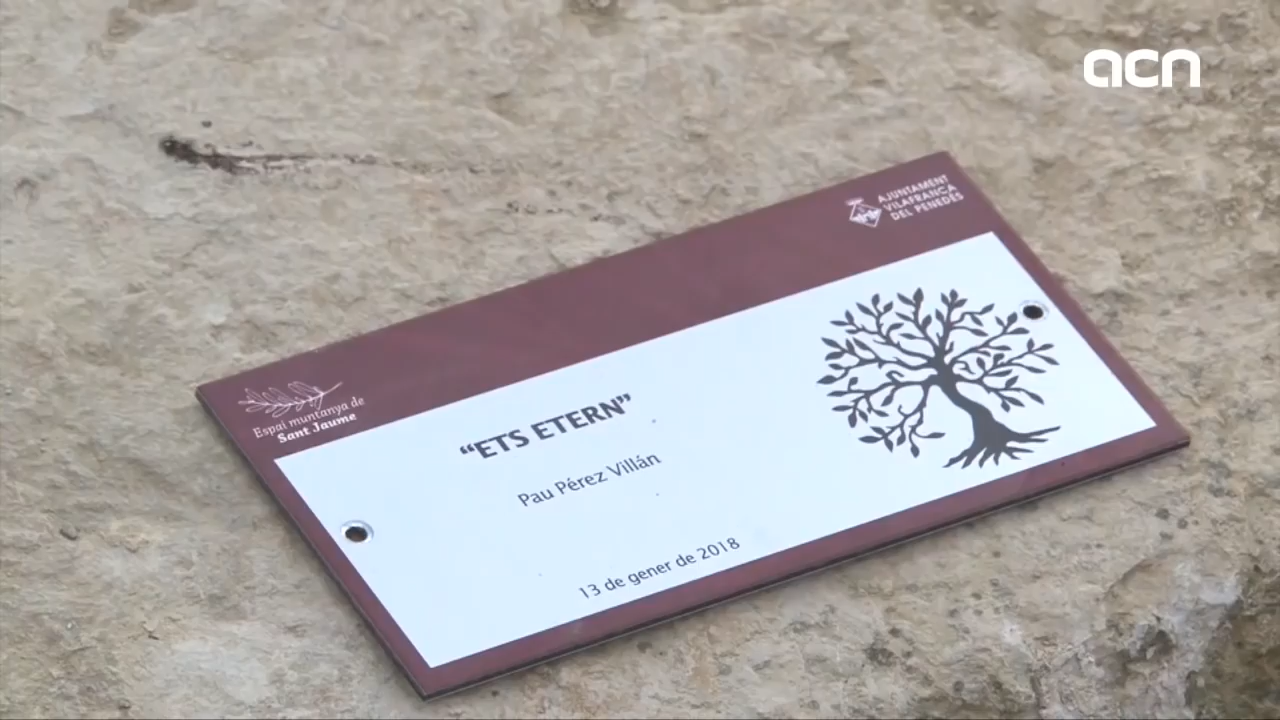 acn
AJUNTAMENT
VILAFRANCA
DEL PENEDÈS
Espai muntanya de
Sant Jaume
“ETS ETERN”
Pau Pérez Villán
13 de gener de 2018